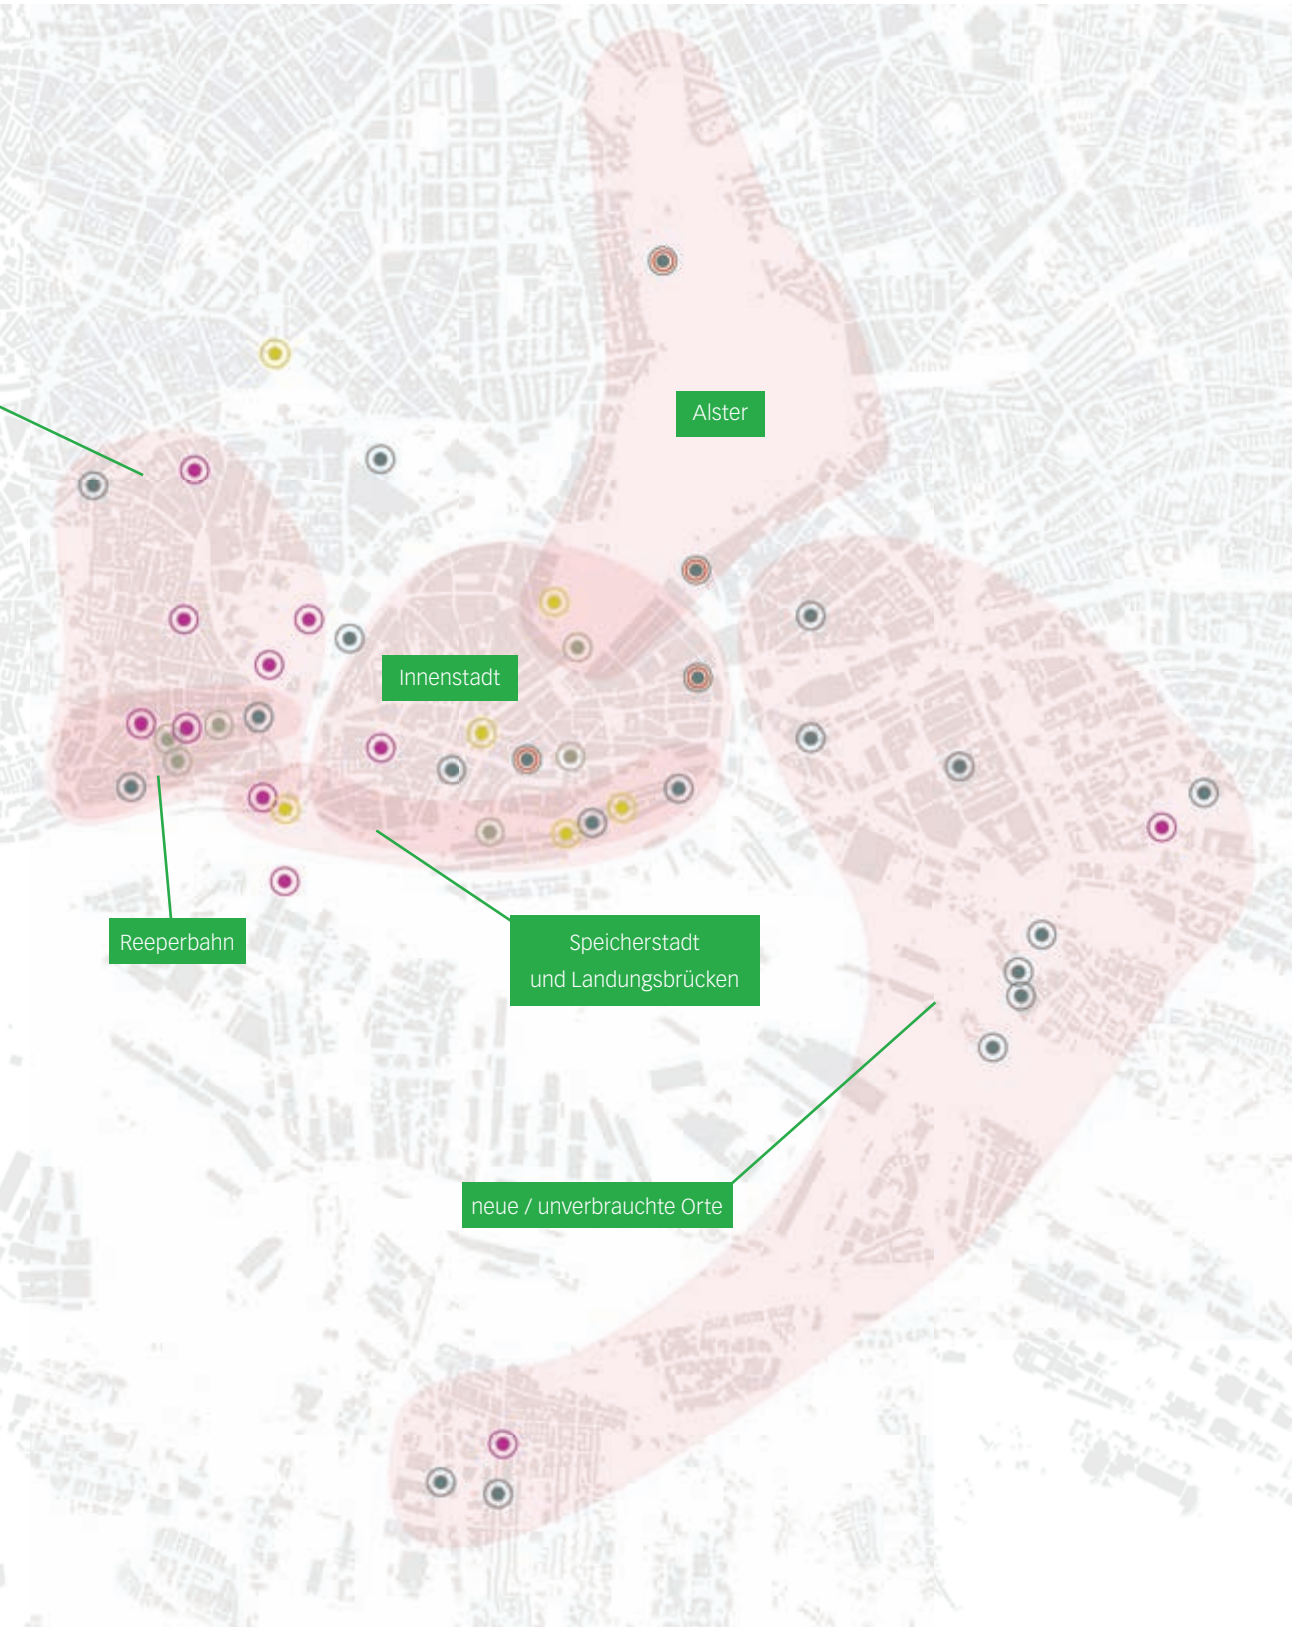 Alster
Innenstadt
Reeperbahn
Speicherstadt
und Landungsbrücken
neue / unverbrauchte Orte